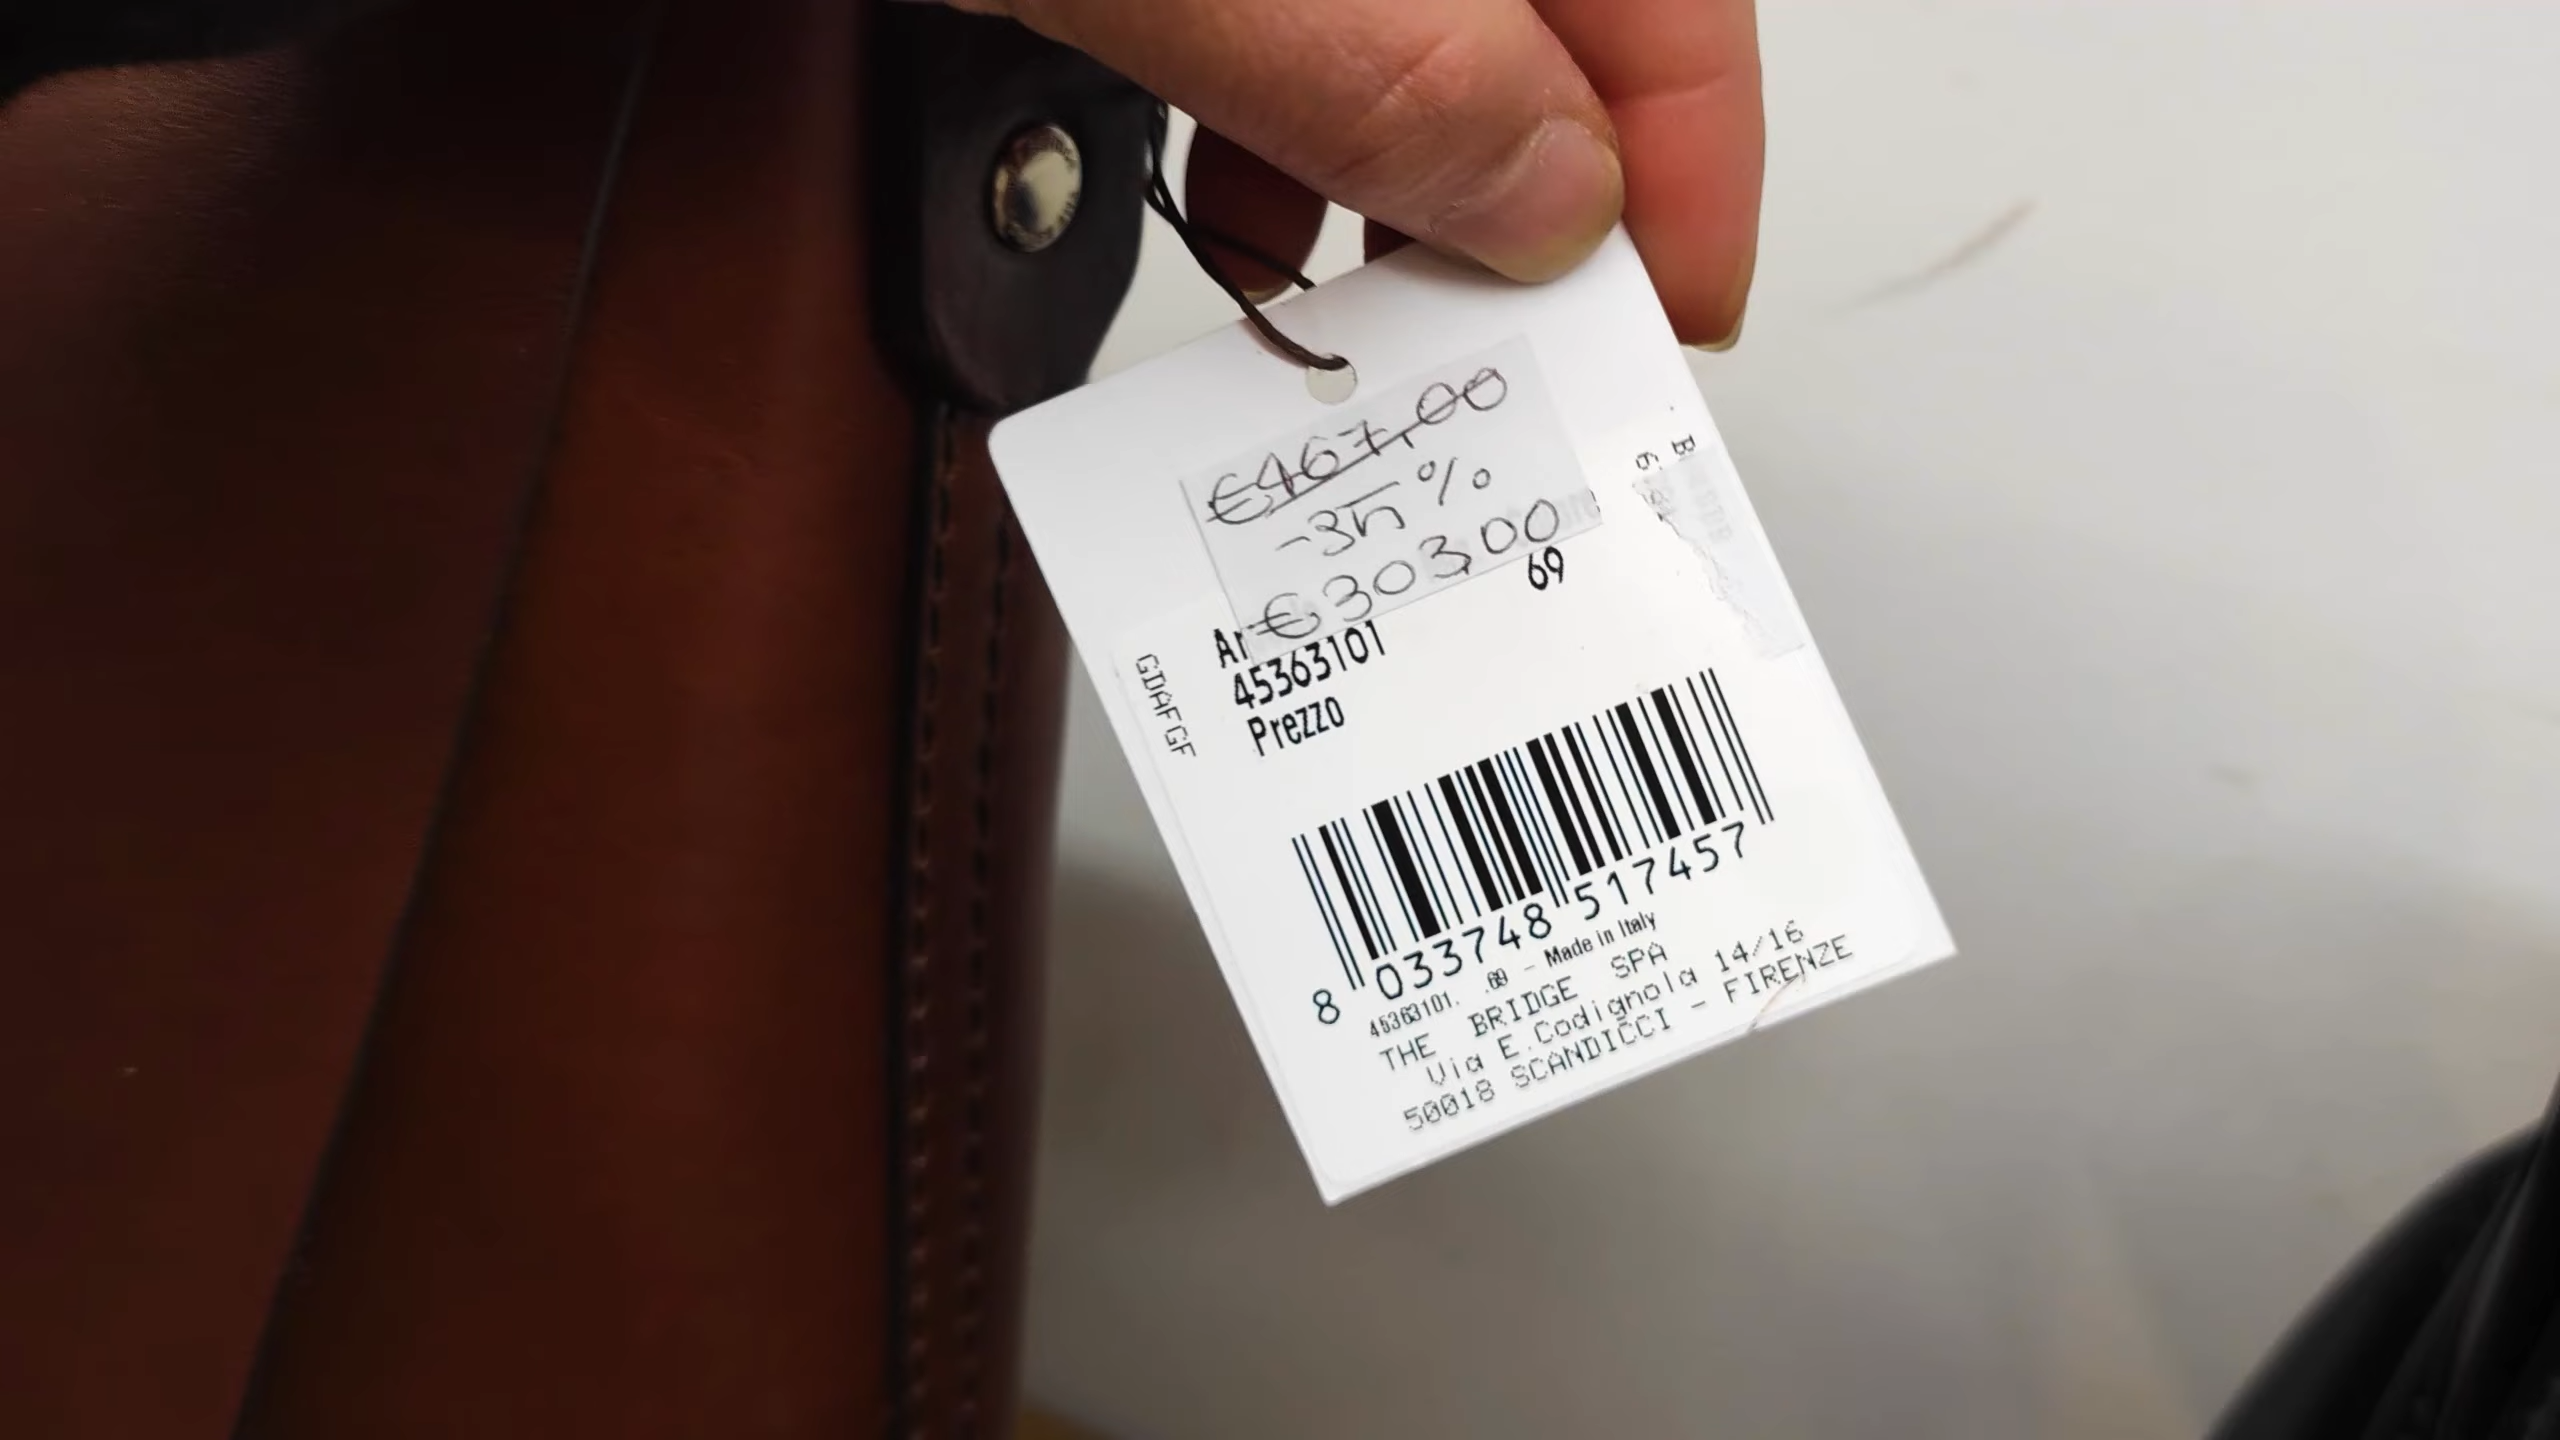 €467,00
-35%
€303,00
69
Ar
45363101
Prezzo
GDAFGF
8 033748 517457
45363101. .69 - Made in Italy
THE BRIDGE SPA
Via E.Codignola 14/16
50018 SCANDICCI - FIRENZE